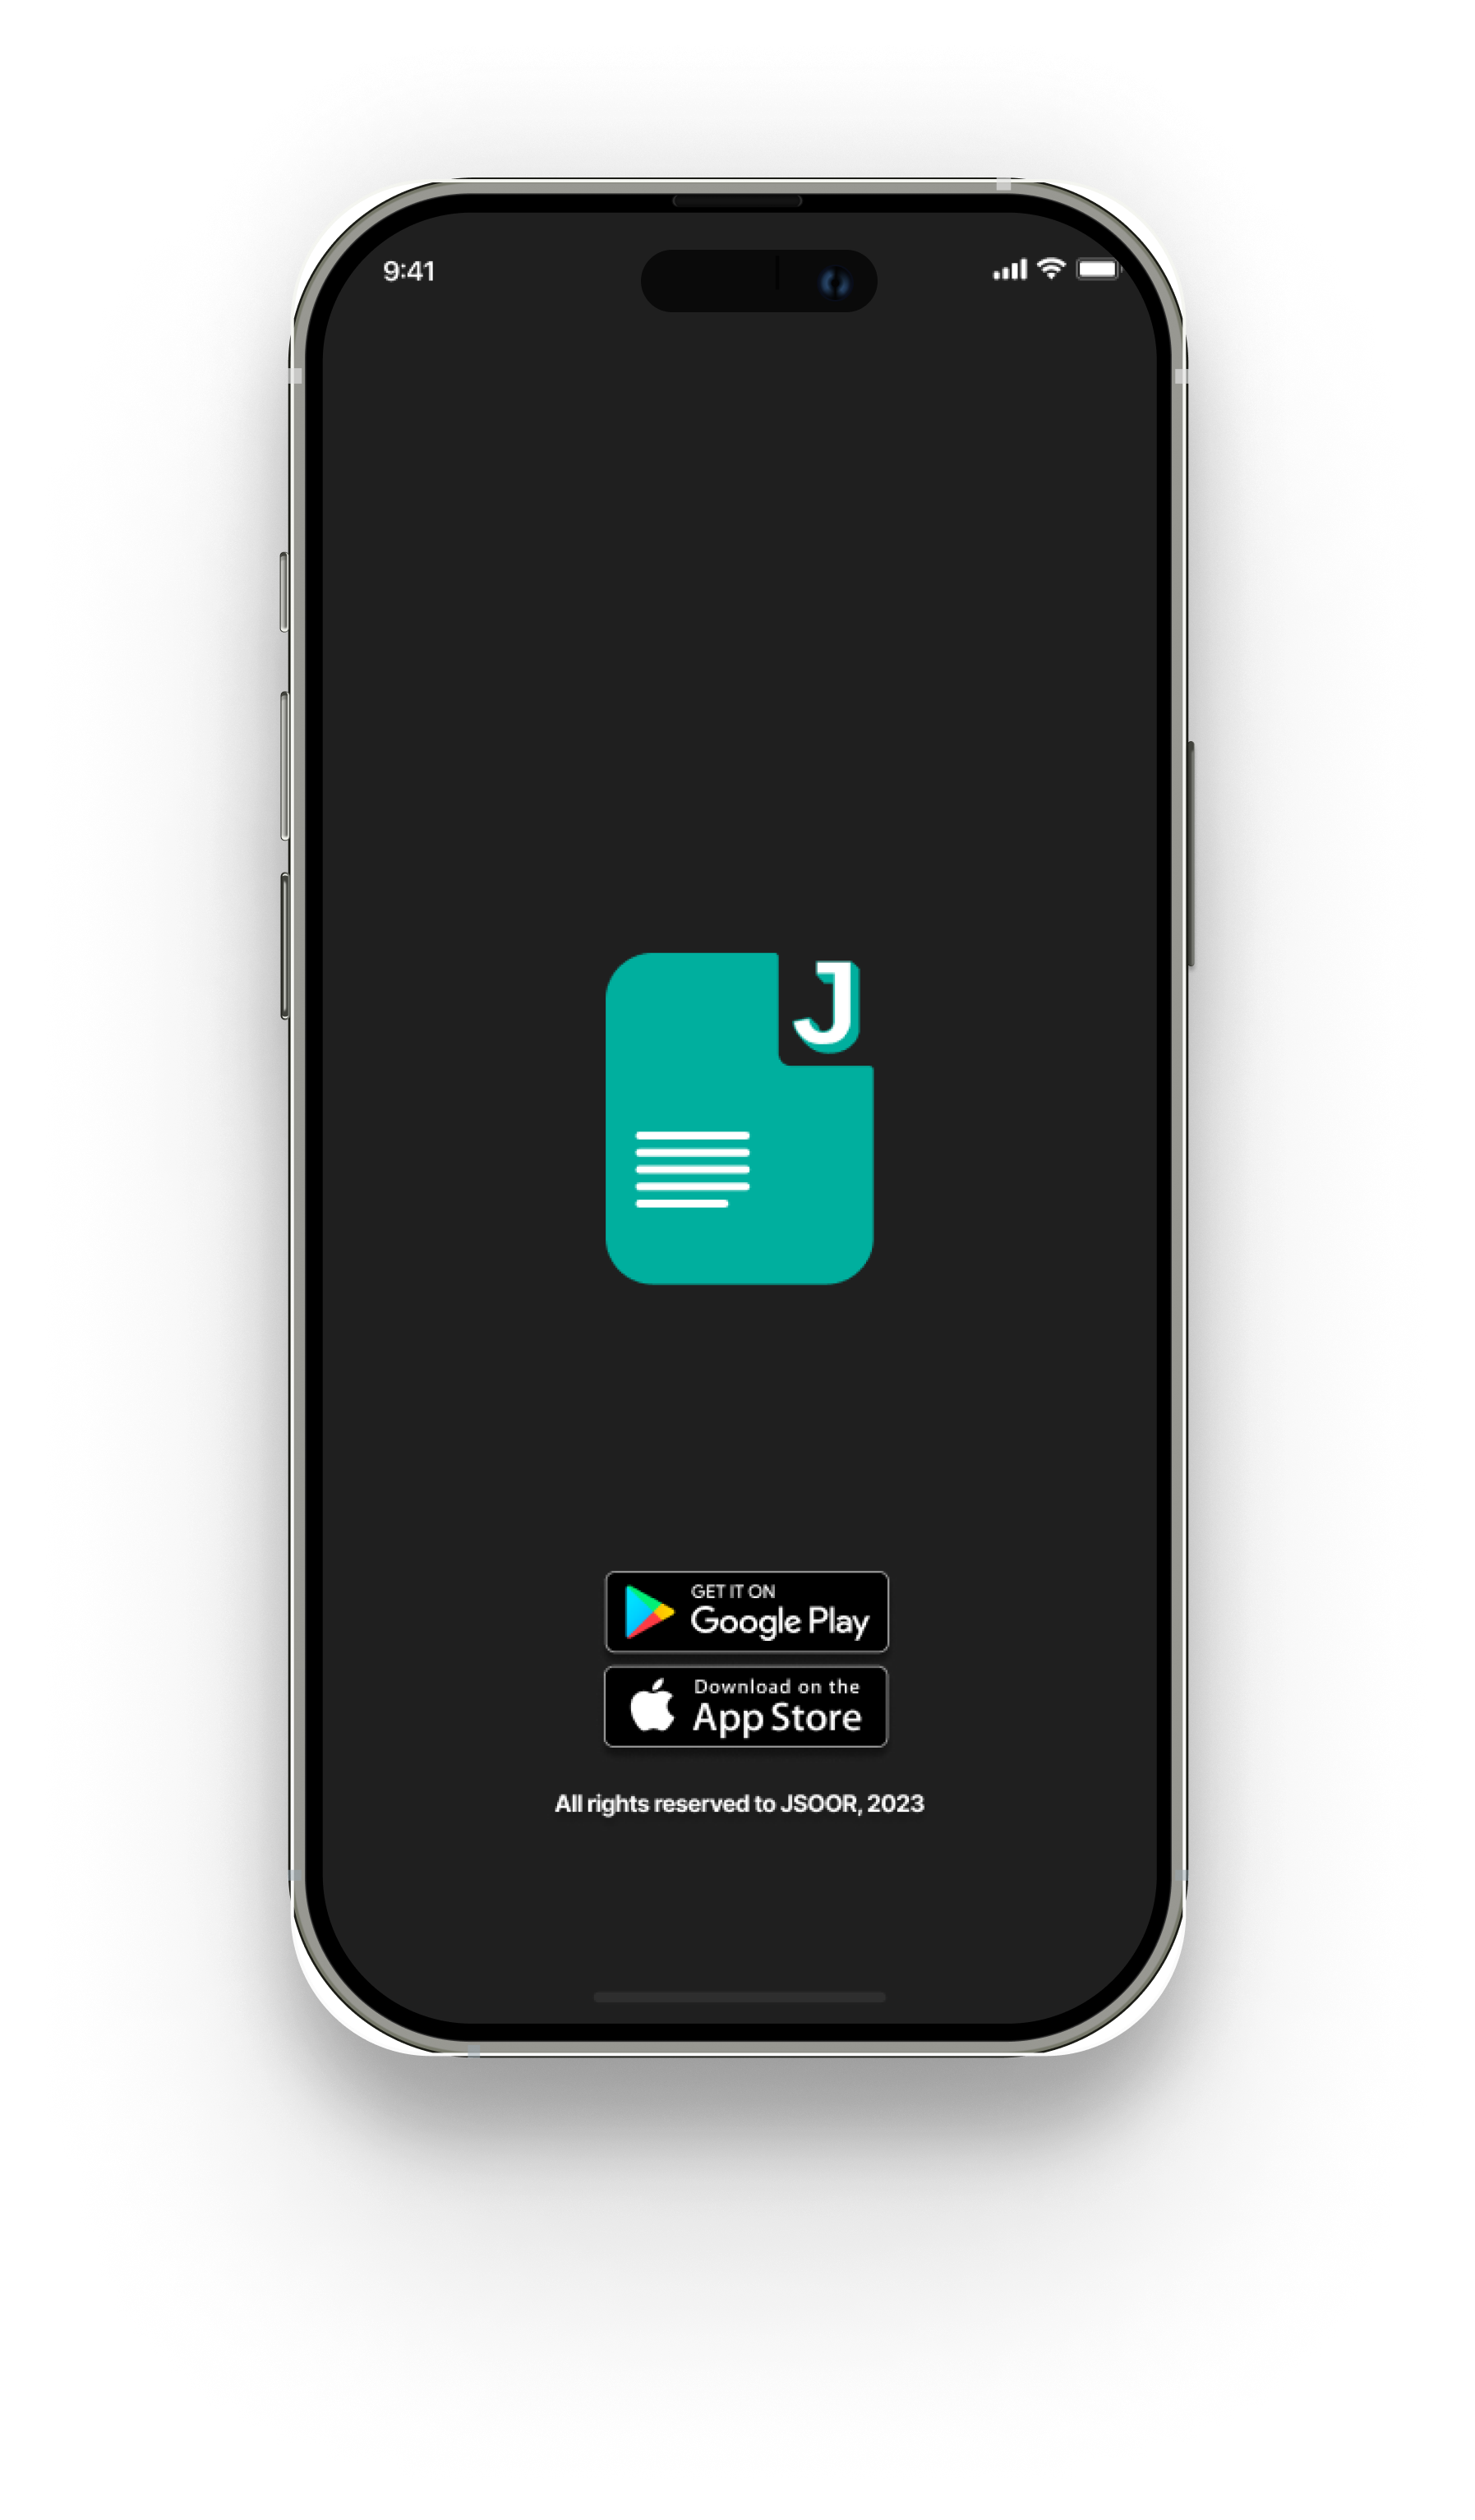 9:41
J
GET IT ON
Google Play
Download on the
App Store
All rights reserved to JSOOR, 2023